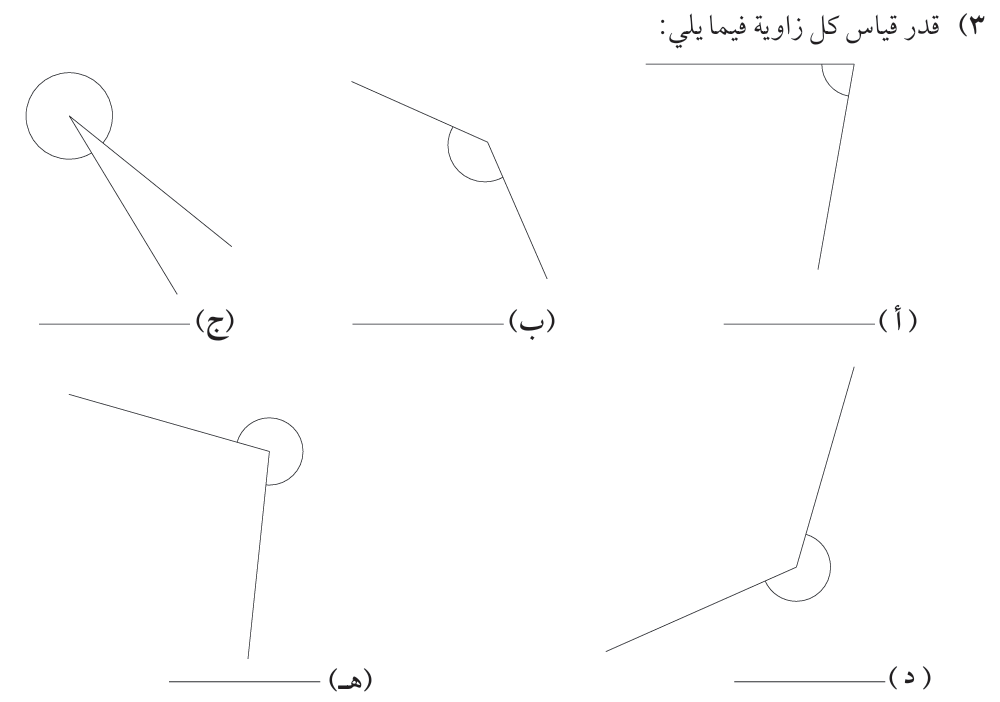 ٣) قدر قياس كل زاوية فيما يلي:
(أ)
(ب)
(ج)
(د)
(هـ)